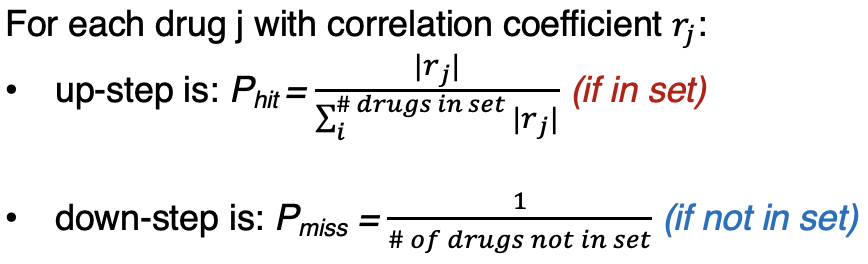 For each drug j with correlation coefficient r_j:
• up-step is: P_hit = |r_j| / ∑_i^{# drugs in set} |r_j| (if in set)
• down-step is: P_miss = 1 / # of drugs not in set (if not in set)